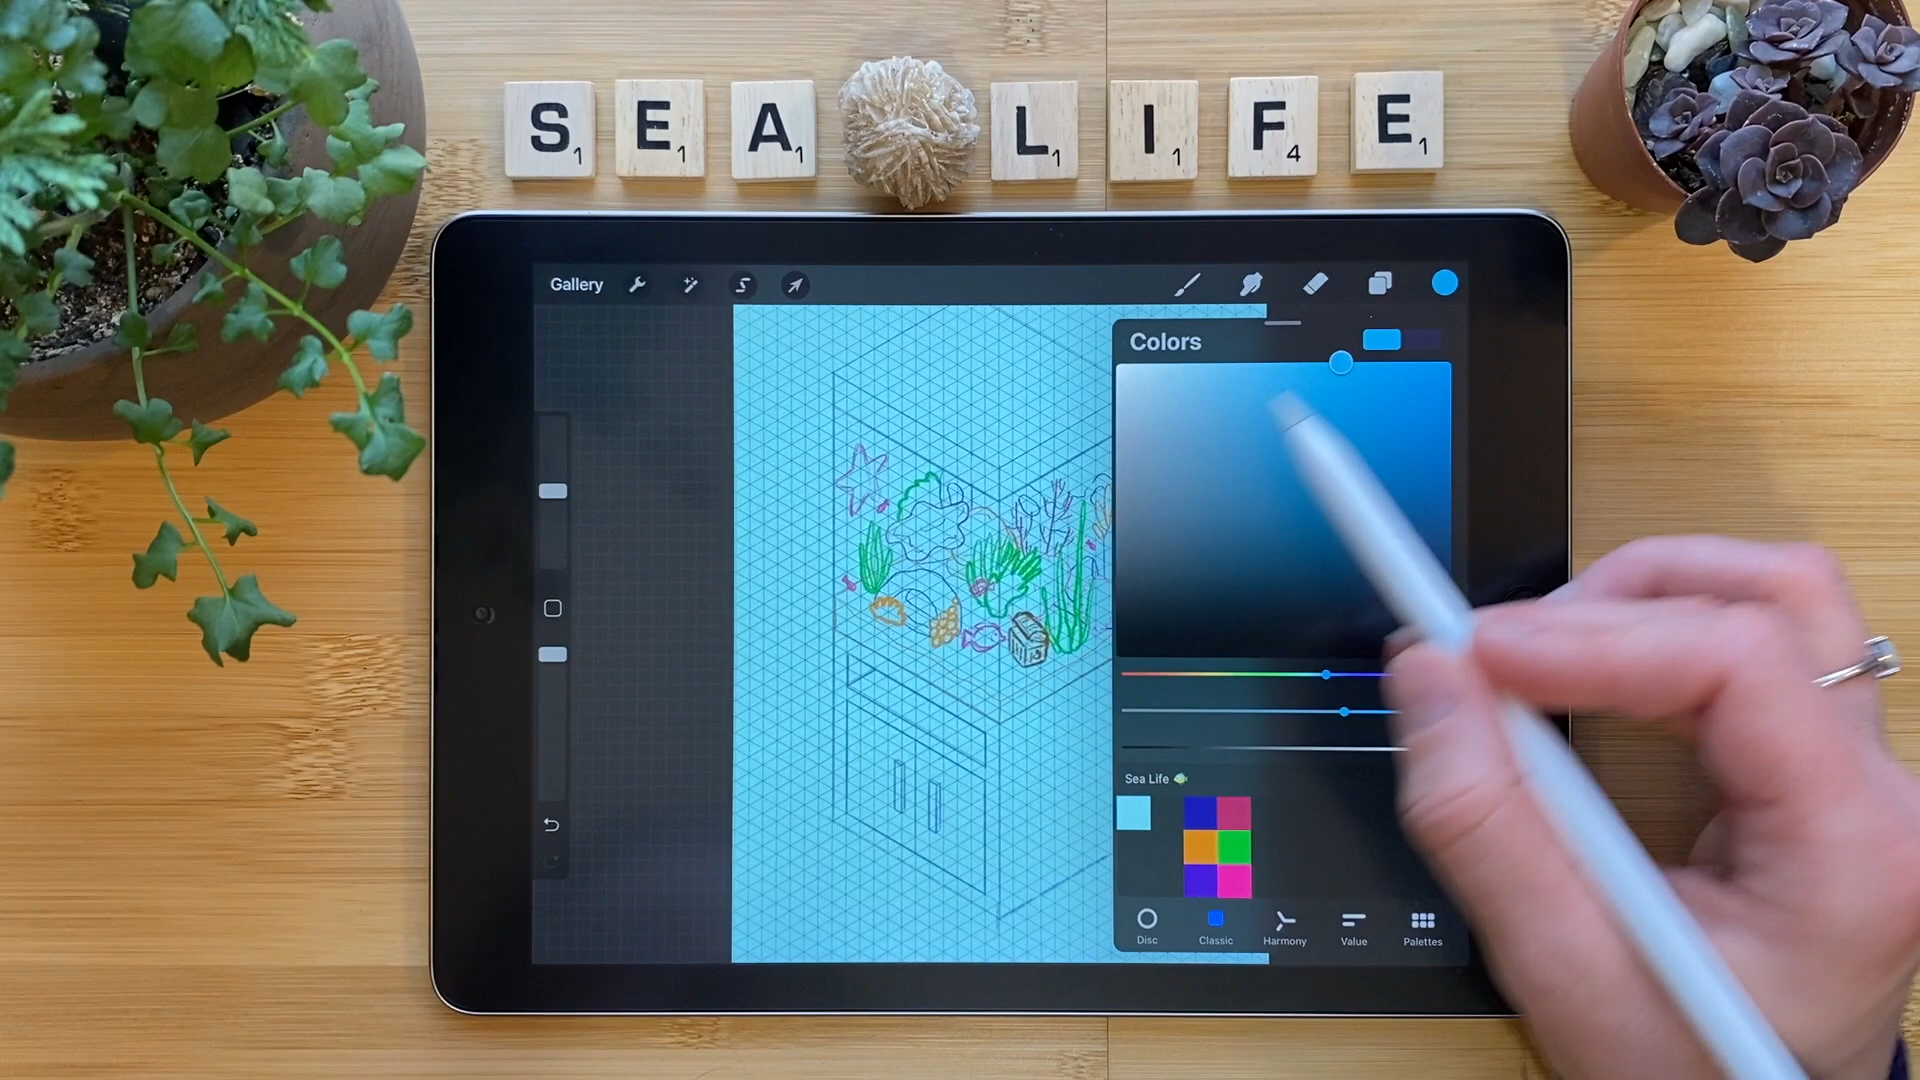 S1 E1 A1 L1 I1 F4 E1
Gallery
Colors
Sea Life
Disc Classic Harmony Value Palettes